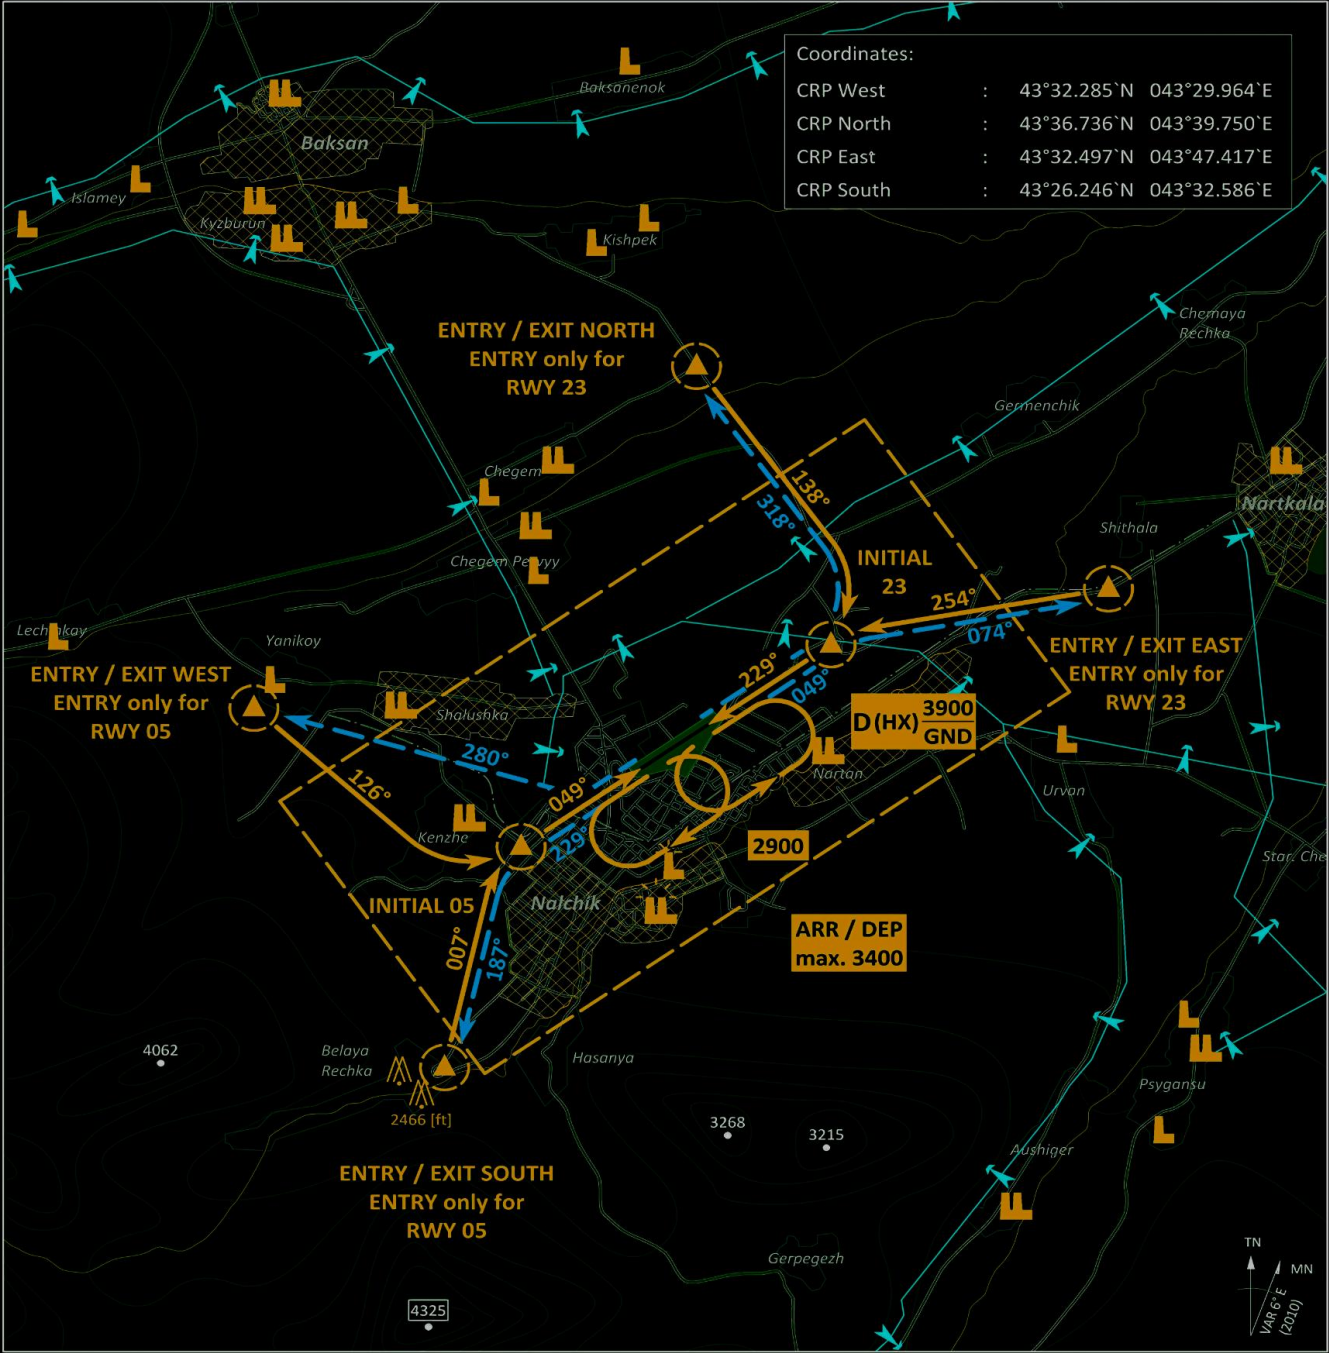 Coordinates:
CRP West : 43°32.285`N 043°29.964`E
CRP North : 43°36.736`N 043°39.750`E
CRP East : 43°32.497`N 043°47.417`E
CRP South : 43°26.246`N 043°32.586`E
Baksanenok
Baksan
Islamey
Kyzburun
Kishpek
Chernaya
Rechka
ENTRY / EXIT NORTH
ENTRY only for
RWY 23
Germenchik
Chegem
138°
318°
Nartkala
Shithala
Chegem Pervyy
INITIAL
23
254°
074°
Lechinkay
Yanikoy
ENTRY / EXIT WEST
ENTRY only for
RWY 05
ENTRY / EXIT EAST
ENTRY only for
RWY 23
229°
049°
Shalushka
D (HX) 3900
GND
280°
126°
049°
229°
Nartan
Urvan
Kenzhe
2900
Star. Che
INITIAL 05
Nalchik
007°
187°
ARR / DEP
max. 3400
4062
Belaya
Rechka
Hasanya
2466 [ft]
Psygansu
3268
3215
Aushiger
ENTRY / EXIT SOUTH
ENTRY only for
RWY 05
Gerpegezh
TN
MN
VAR 6° E
(2010)
4325